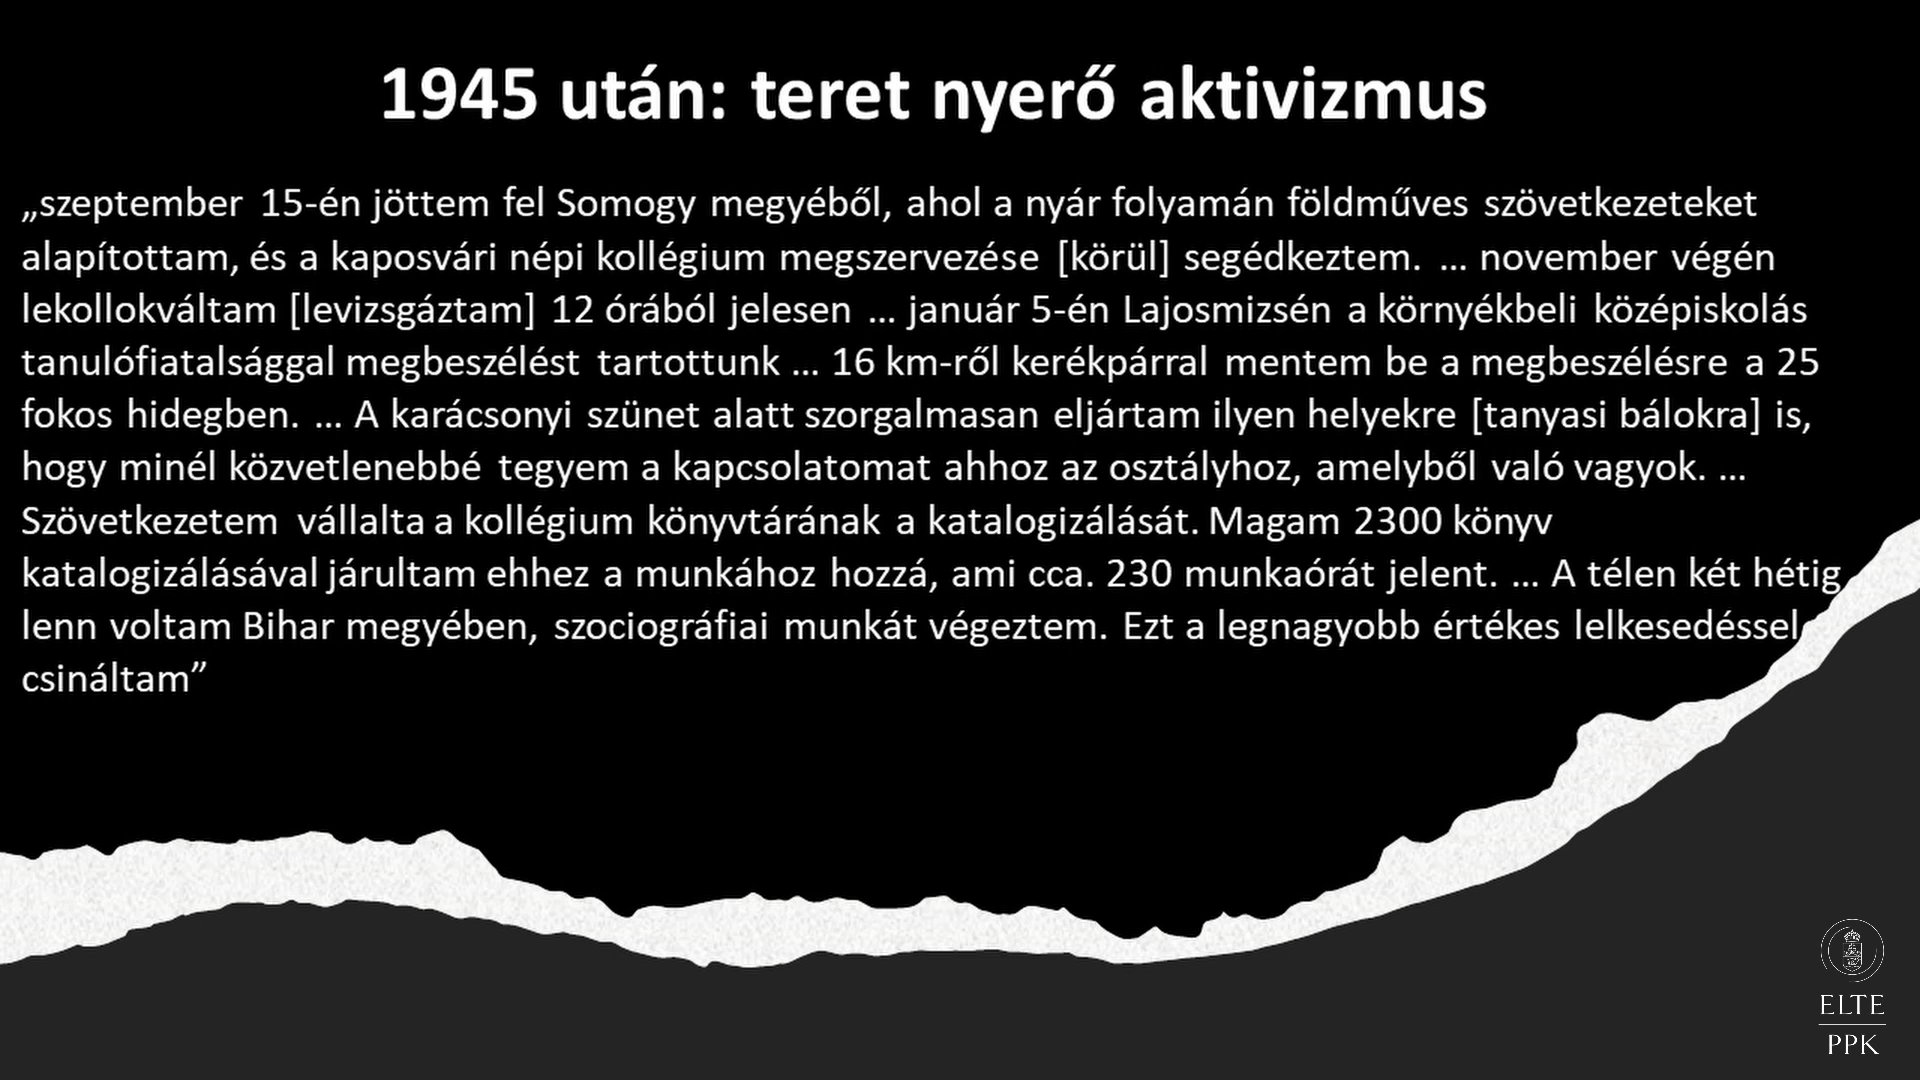 1945 után: teret nyerő aktivizmus
„szeptember 15-én jöttem fel Somogy megyéből, ahol a nyár folyamán földműves szövetkezeteket
alapítottam, és a kaposvári népi kollégium megszervezése [körül] segédkeztem. … november végén
lekollokváltam [levizsgáztam] 12 órából jelesen … január 5-én Lajosmizsén a környékbeli középiskolás
tanulófiatalsággal megbeszélést tartottunk … 16 km-ről kerékpárral mentem be a megbeszélésre a 25
fokos hidegben. … A karácsonyi szünet alatt szorgalmasan eljártam ilyen helyekre [tanyasi bálokra] is,
hogy minél közvetlenebbé tegyem a kapcsolatomat ahhoz az osztályhoz, amelyből való vagyok. …
Szövetkezetem vállalta a kollégium könyvtárának a katalogizálását. Magam 2300 könyv
katalogizálásával járultam ehhez a munkához hozzá, ami cca. 230 munkaórát jelent. … A télen két hétig
lenn voltam Bihar megyében, szociográfiai munkát végeztem. Ezt a legnagyobb értékes lelkesedéssel
csináltam”
ELTE
PPK